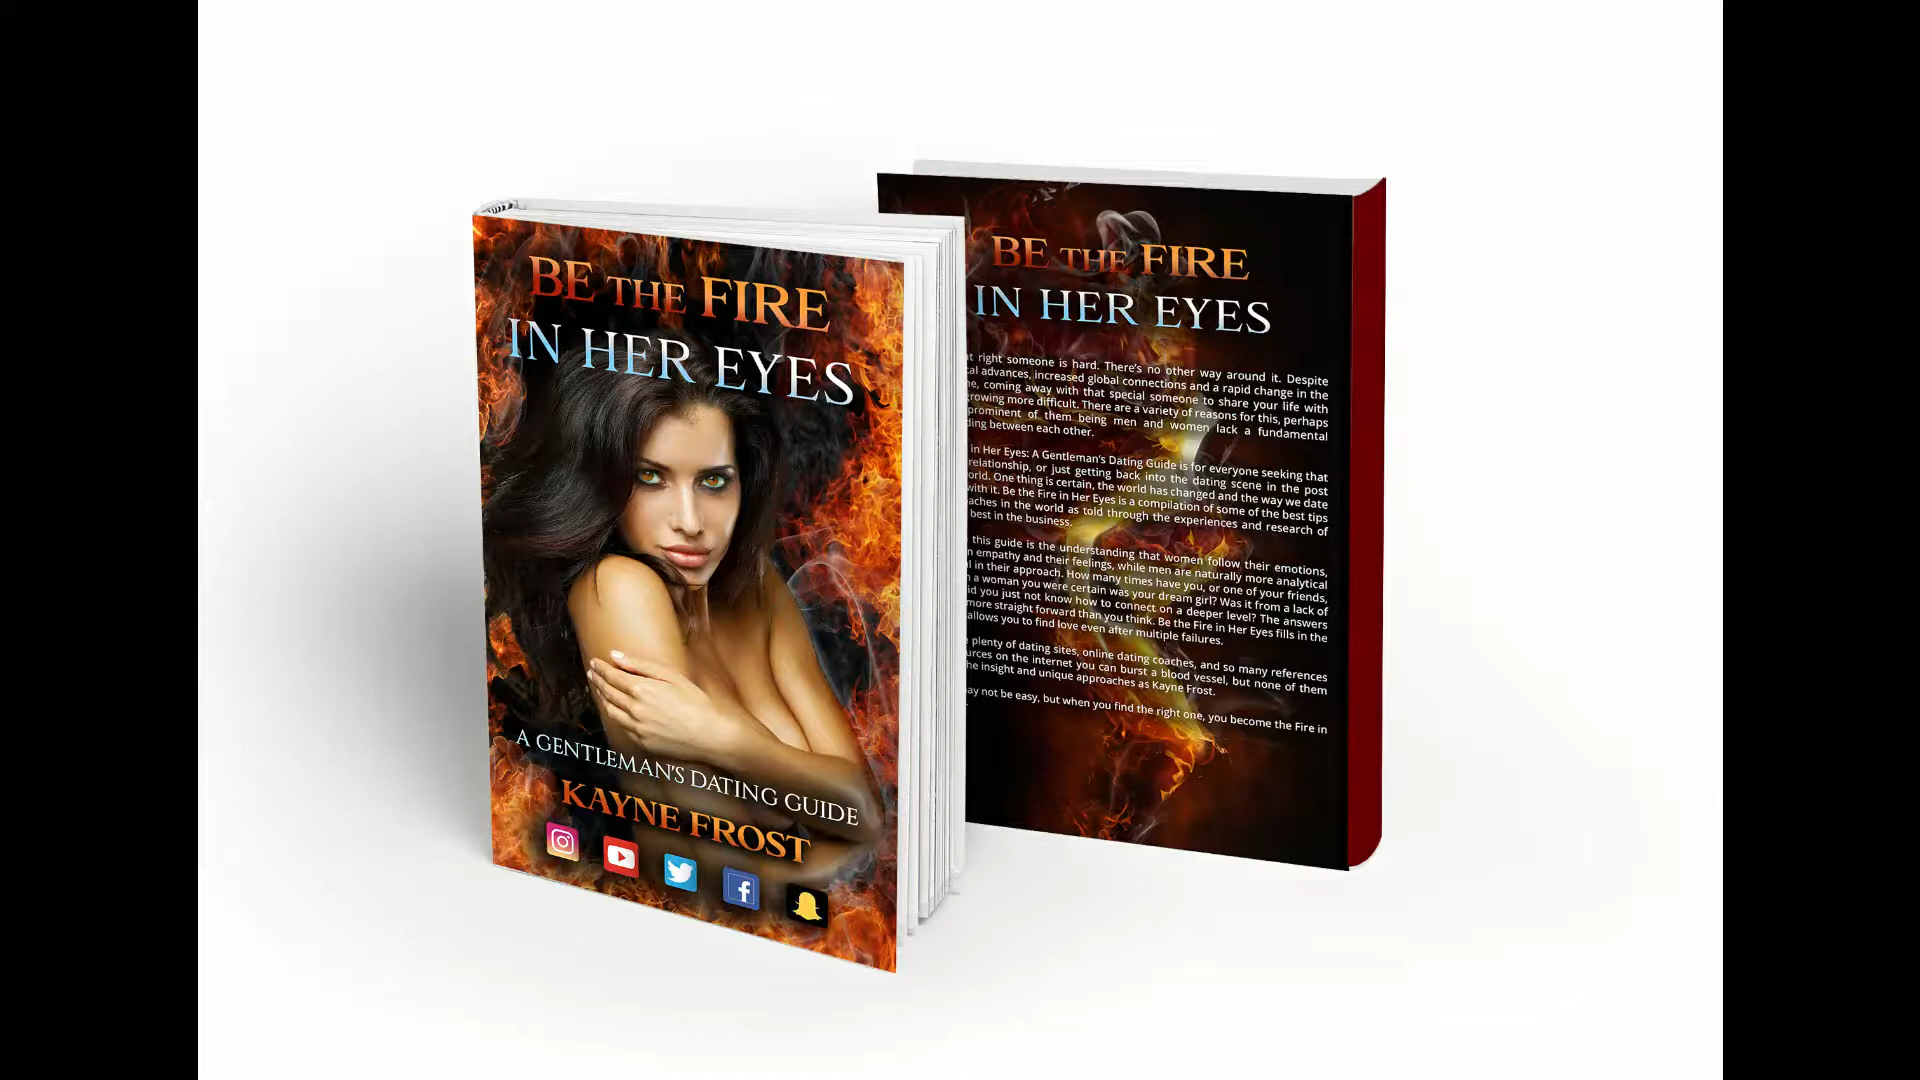 BE THE FIRE
IN HER EYES
A GENTLEMAN'S DATING GUIDE
KAYNE FROST
BE THE FIRE
IN HER EYES
right someone is hard. There's no other way around it. Despite
advances, increased global connections and a rapid change in the
coming away with that special someone to share your life with
growing more difficult. There are a variety of reasons for this, perhaps
prominent of them being men and women lack a fundamental
between each other.
in Her Eyes: A Gentleman's Dating Guide is for everyone seeking that
relationship, or just getting back into the dating scene in the post
One thing is certain, the world has changed and the way we date
with it. Be the Fire in Her Eyes is a compilation of some of the best tips
in the world as told through the experiences and research of
best in the business.
this guide is the understanding that women follow their emotions,
empathy and their feelings, while men are naturally more analytical
in their approach. How many times have you, or one of your friends,
a woman you were certain was your dream girl? Was it from a lack of
you just not know how to connect on a deeper level? The answers
more straight forward than you think. Be the Fire in Her Eyes fills in the
allows you to find love even after multiple failures.
plenty of dating sites, online dating coaches, and so many references
on the internet you can burst a blood vessel, but none of them
insight and unique approaches as Kayne Frost.
not be easy, but when you find the right one, you become the Fire in